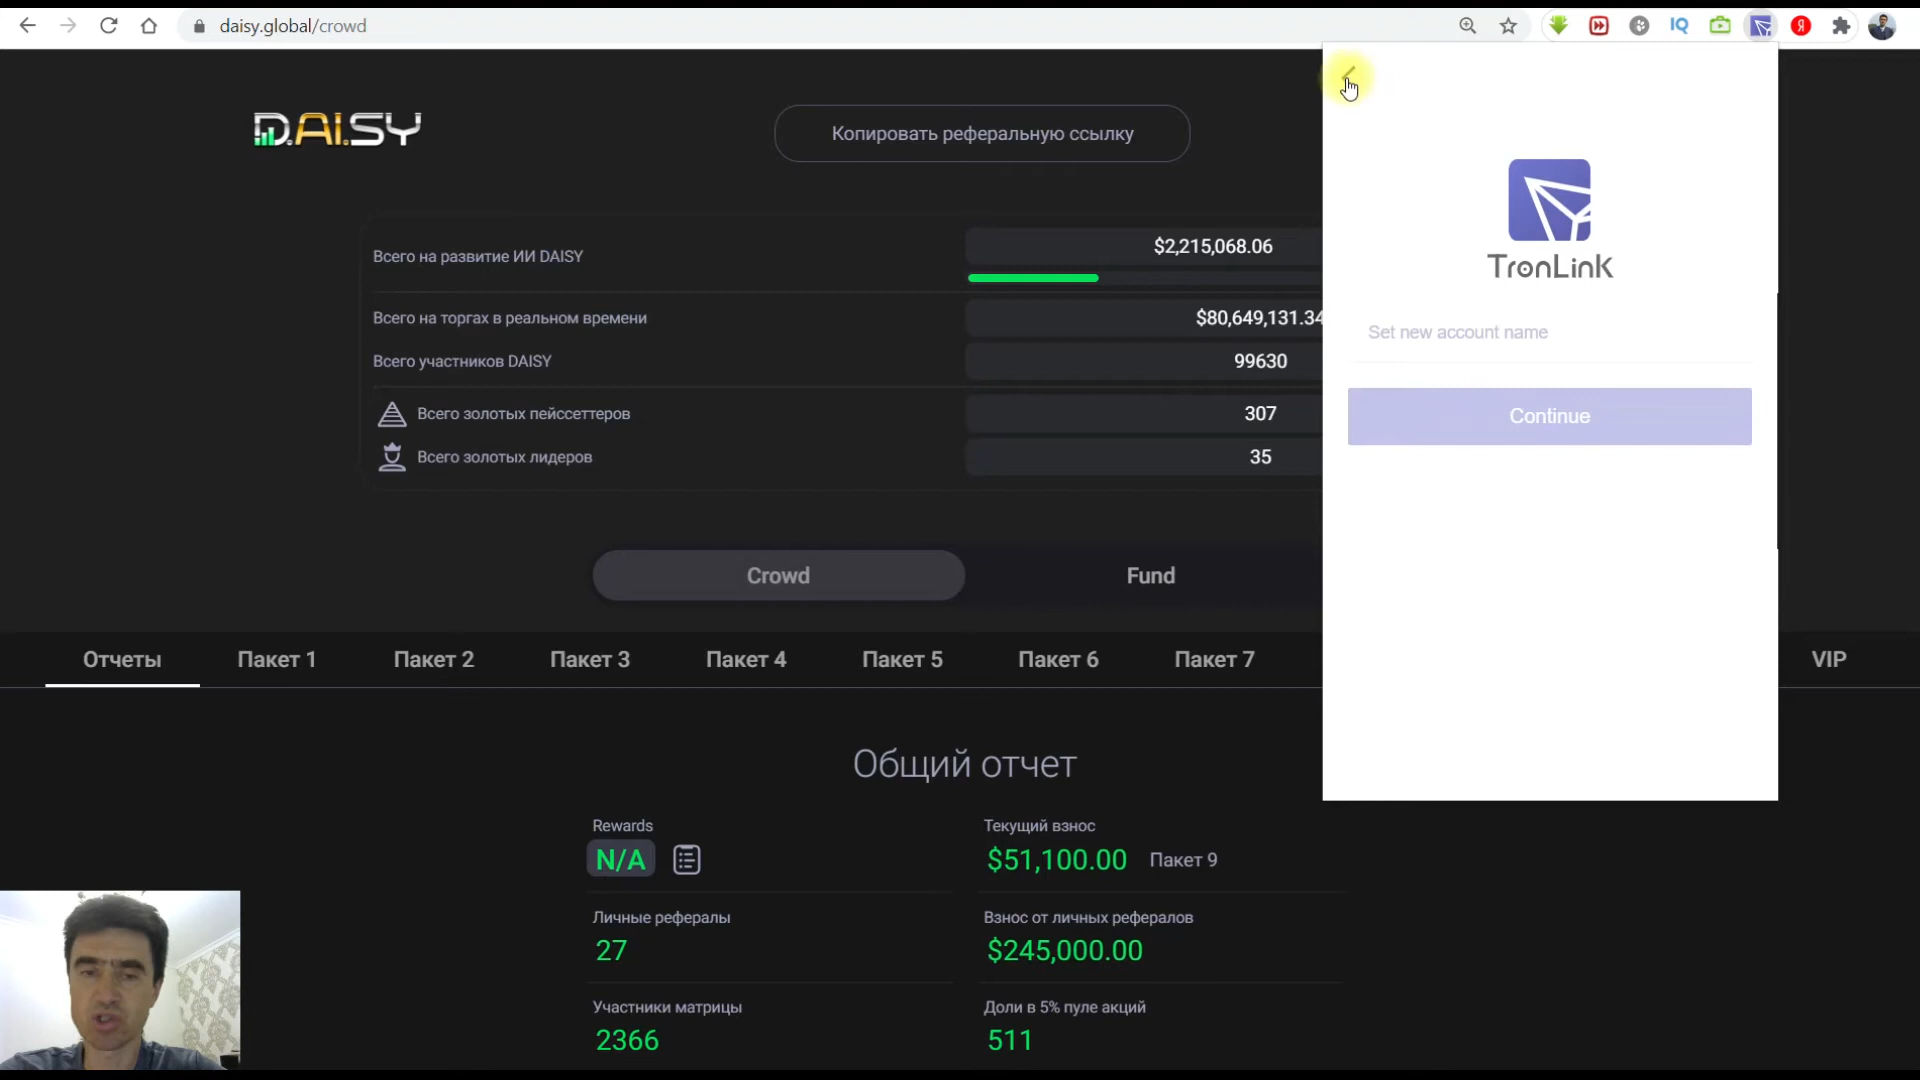 daisy.global/crowd
D.AI.SY
Копировать реферальную ссылку
TronLink
Set new account name
Continue
Всего на развитие ИИ DAISY
$2,215,068.06
Всего на торгах в реальном времени
$80,649,131.34
Всего участников DAISY
99630
Всего золотых пейссеттеров
307
Всего золотых лидеров
35
Crowd
Fund
Отчеты
Пакет 1
Пакет 2
Пакет 3
Пакет 4
Пакет 5
Пакет 6
Пакет 7
VIP
Общий отчет
Rewards
N/A
Текущий взнос
$51,100.00 Пакет 9
Личные рефералы
27
Взнос от личных рефералов
$245,000.00
Участники матрицы
2366
Доли в 5% пуле акций
511
IQ
Я